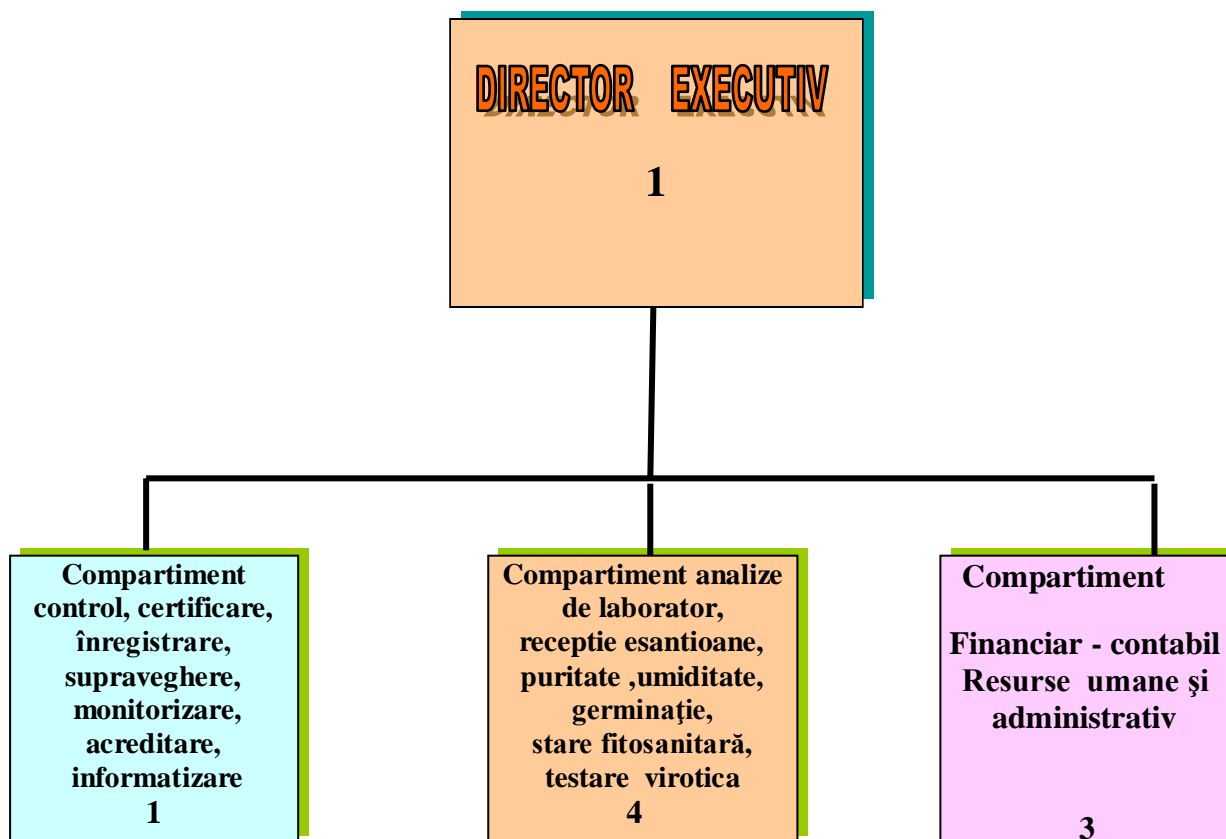 DIRECTOR EXECUTIV
1
Compartiment
control, certificare,
înregistrare,
supraveghere,
monitorizare,
acreditare,
informatizare
1
Compartiment analize
de laborator,
receptie esantioane,
puritate ,umiditate,
germinaţie,
stare fitosanitară,
testare virotica
4
Compartiment
Financiar - contabil
Resurse umane şi
administrativ
3